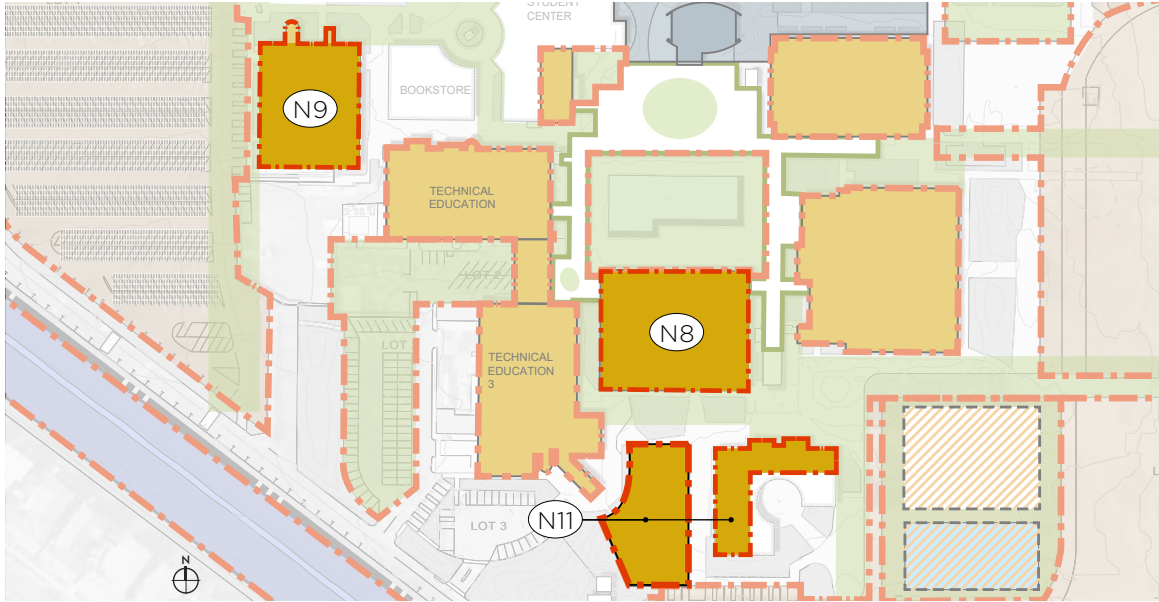 STUDENT
CENTER
N9
BOOKSTORE
TECHNICAL
EDUCATION
N8
LOT
TECHNICAL
EDUCATION
3
N11
LOT 3
N